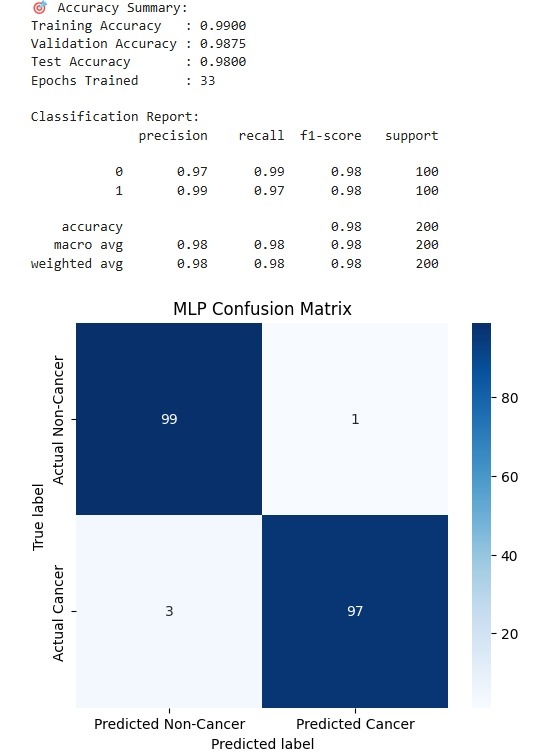 🎯 Accuracy Summary:
Training Accuracy : 0.9900
Validation Accuracy : 0.9875
Test Accuracy : 0.9800
Epochs Trained : 33
Classification Report:
precision recall f1-score support
0 0.97 0.99 0.98 100
1 0.99 0.97 0.98 100
accuracy 0.98 200
macro avg 0.98 0.98 0.98 200
weighted avg 0.98 0.98 0.98 200
MLP Confusion Matrix
True label
Actual Non-Cancer
99 1
Actual Cancer
3 97
Predicted Non-Cancer Predicted Cancer
Predicted label
80
60
40
20